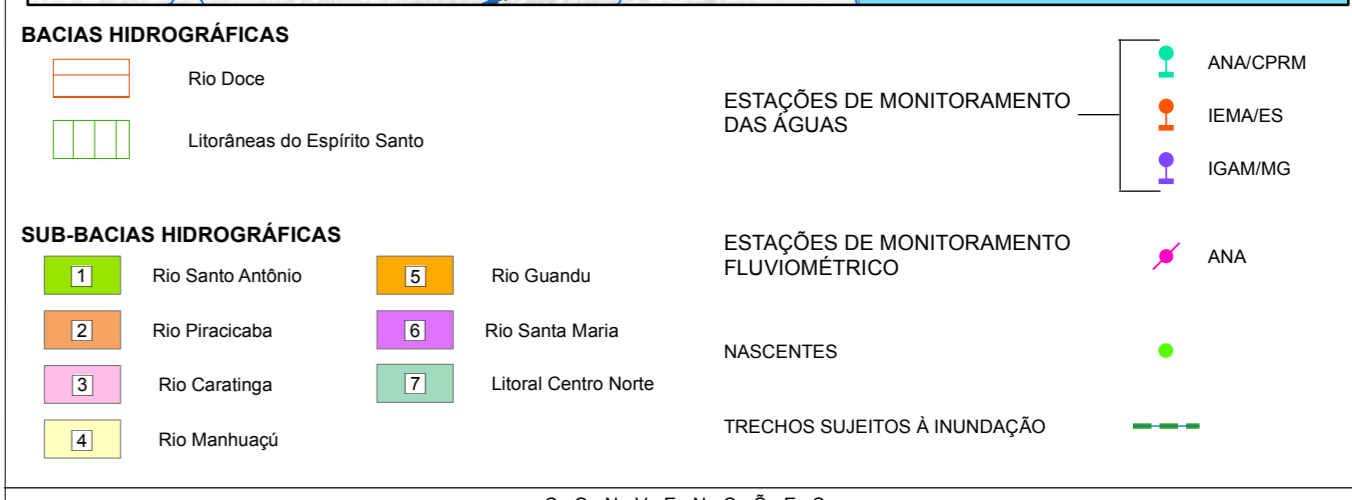 BACIAS HIDROGRÁFICAS
Rio Doce
Litorâneas do Espírito Santo
SUB-BACIAS HIDROGRÁFICAS
1 Rio Santo Antônio
2 Rio Piracicaba
3 Rio Caratinga
4 Rio Manhuaçú
5 Rio Guandu
6 Rio Santa Maria
7 Litoral Centro Norte
ESTAÇÕES DE MONITORAMENTO
DAS ÁGUAS
ANA/CPRM
IEMA/ES
IGAM/MG
ESTAÇÕES DE MONITORAMENTO
FLUVIOMÉTRICO
ANA
NASCENTES
TRECHOS SUJEITOS À INUNDAÇÃO
C O N V E N Ç Õ E S